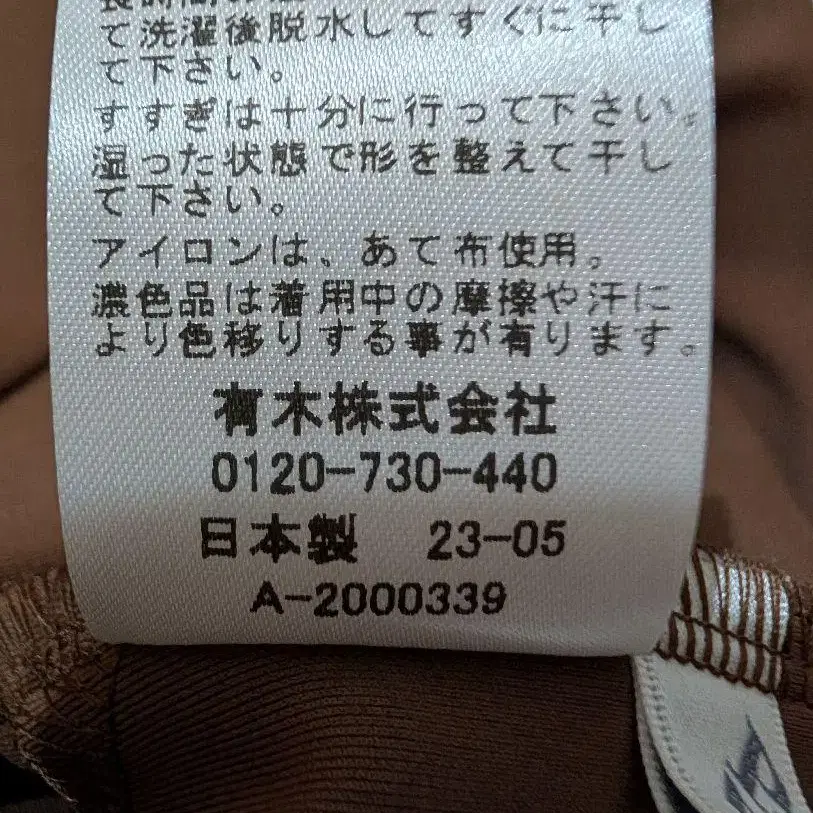 て洗濯後脱水してすぐに干し
て下さい。
すすぎは十分に行って下さい。
湿った状態で形を整えて干し
て下さい。
アイロンは、あて布使用。
濃色品は着用中の摩擦や汗に
より色移りする事が有ります。
有木株式会社
0120-730-440
日本製 23-05
A-2000339